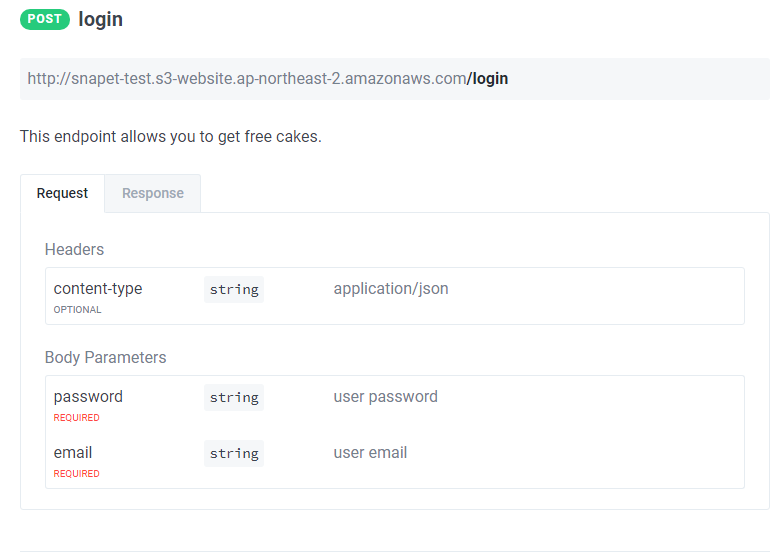 POST login
http://snapet-test.s3-website.ap-northeast-2.amazonaws.com/login
This endpoint allows you to get free cakes.
Request Response
Headers
content-type string application/json
OPTIONAL
Body Parameters
password string user password
REQUIRED
email string user email
REQUIRED